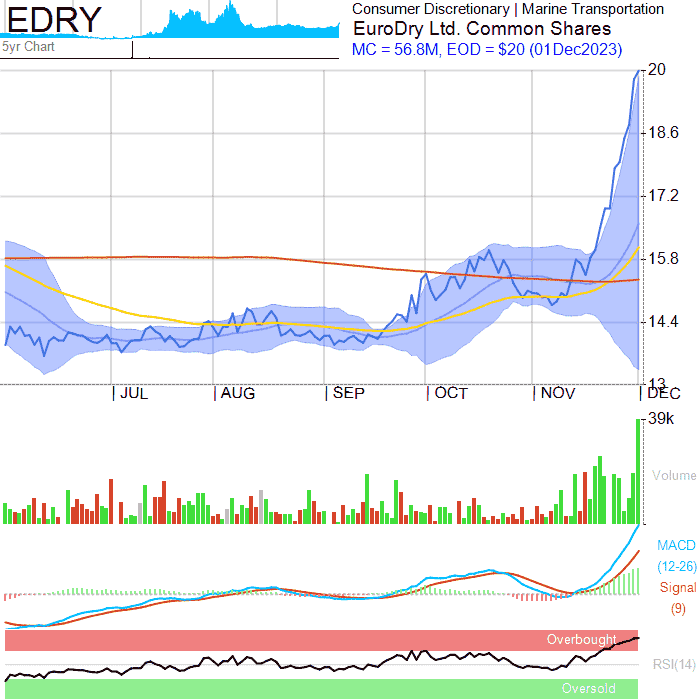 EDRY
5yr Chart
Consumer Discretionary | Marine Transportation
EuroDry Ltd. Common Shares
MC = 56.8M, EOD = $20 (01Dec2023)
20
18.6
17.2
15.8
14.4
13
JUL AUG SEP OCT NOV DEC
39k
Volume
MACD
(12-26)
Signal
(9)
Overbought
RSI(14)
Oversold